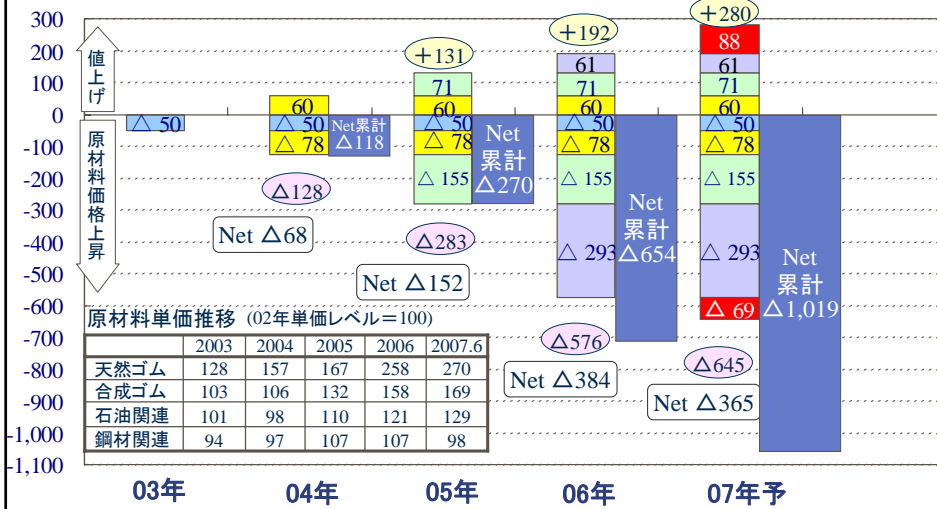 300
200
100
0
-100
-200
-300
-400
-500
-600
-700
-800
-900
-1,000
-1,100
値上げ
原材料価格上昇
△ 50
03年
60
△ 50
△ 78
△128
Net △68
Net累計
△118
04年
+131
71
60
△ 50
△ 78
△ 155
△283
Net △152
Net
累計
△270
05年
+192
61
71
60
△ 50
△ 78
△ 155
△ 293
△576
Net △384
Net
累計
△654
06年
+280
88
61
71
60
△ 50
△ 78
△ 155
△ 293
△ 69
△645
Net △365
Net
累計
△1,019
07年予
原材料単価推移 (02年単価レベル=100)
2003 2004 2005 2006 2007.6
天然ゴム 128 157 167 258 270
合成ゴム 103 106 132 158 169
石油関連 101 98 110 121 129
鋼材関連 94 97 107 107 98